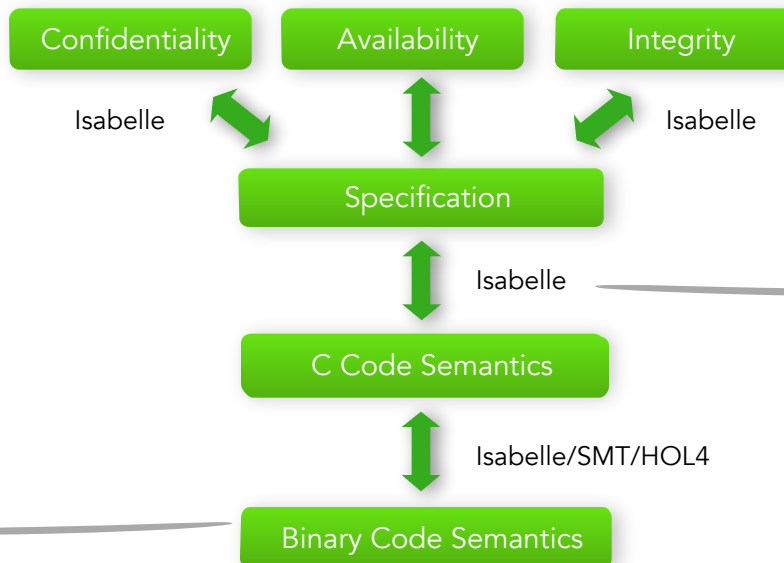 Confidentiality
Availability
Integrity
Isabelle
Isabelle
Specification
Isabelle
C Code Semantics
Isabelle/SMT/HOL4
Binary Code Semantics